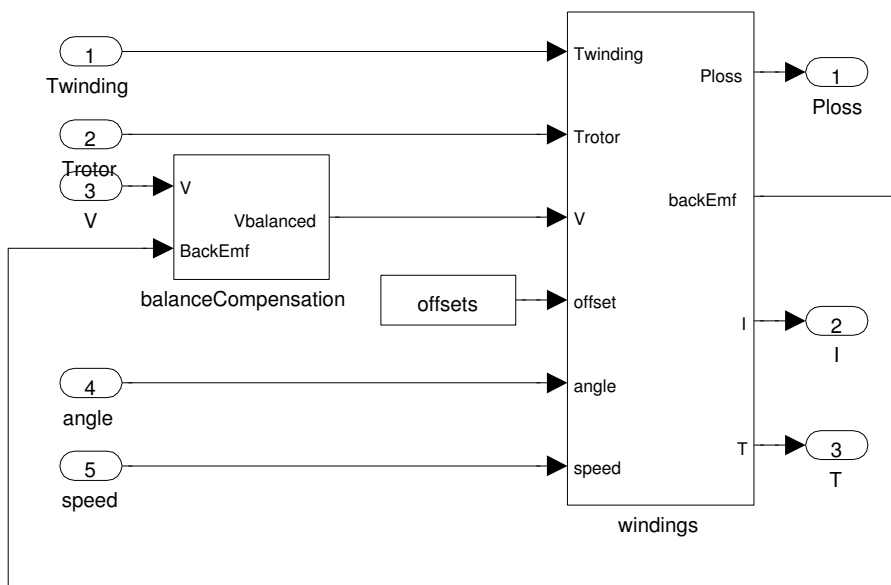 1
Twinding
2
Trotor
3
V
V
Vbalanced
BackEmf
balanceCompensation
offsets
4
angle
5
speed
Twinding
Trotor
V
offset
angle
speed
Ploss
backEmf
I
T
windings
1
Ploss
2
I
3
T